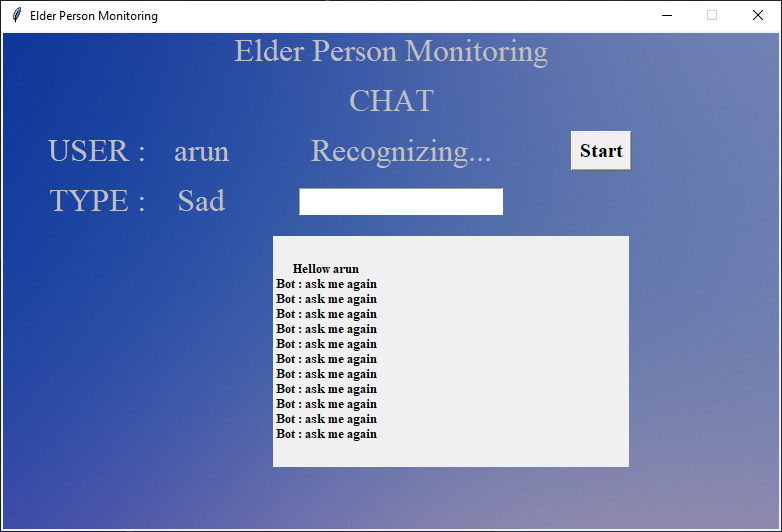 Elder Person Monitoring
Elder Person Monitoring
CHAT
USER : arun Recognizing... Start
TYPE : Sad
Hellow arun
Bot : ask me again
Bot : ask me again
Bot : ask me again
Bot : ask me again
Bot : ask me again
Bot : ask me again
Bot : ask me again
Bot : ask me again
Bot : ask me again
Bot : ask me again
Bot : ask me again